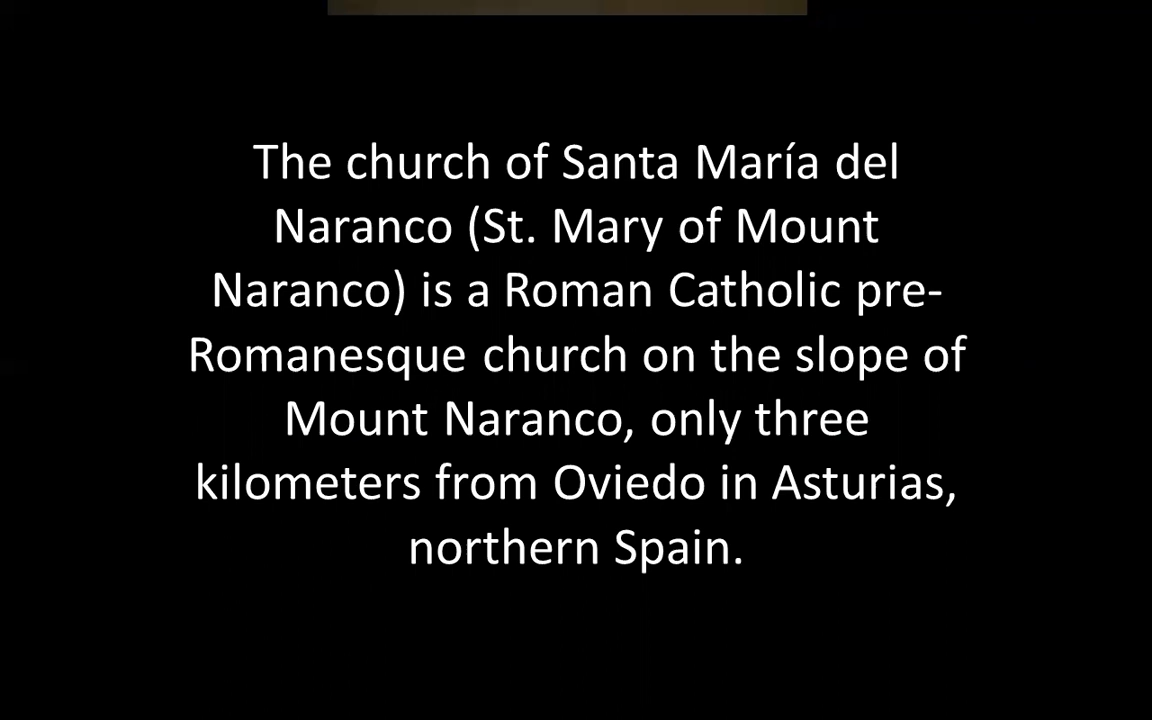 The church of Santa María del
Naranco (St. Mary of Mount
Naranco) is a Roman Catholic pre-
Romanesque church on the slope of
Mount Naranco, only three
kilometers from Oviedo in Asturias,
northern Spain.